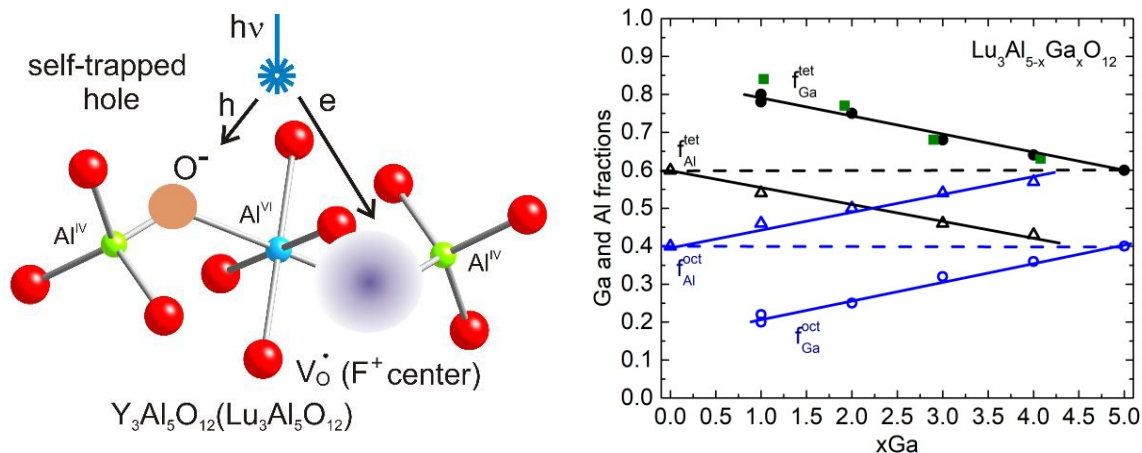 hν
self-trapped
hole
h
e
O⁻
Al^IV
Al^VI
Al^IV
V_O^• (F⁺ center)
Y₃Al₅O₁₂(Lu₃Al₅O₁₂)
Lu₃Al₅₋ₓGaₓO₁₂
Ga and Al fractions
1.0
0.9
0.8
0.7
0.6
0.5
0.4
0.3
0.2
0.1
0.0
f_Ga^tet
f_Al^tet
f_Al^oct
f_Ga^oct
0.0 0.5 1.0 1.5 2.0 2.5 3.0 3.5 4.0 4.5 5.0
xGa